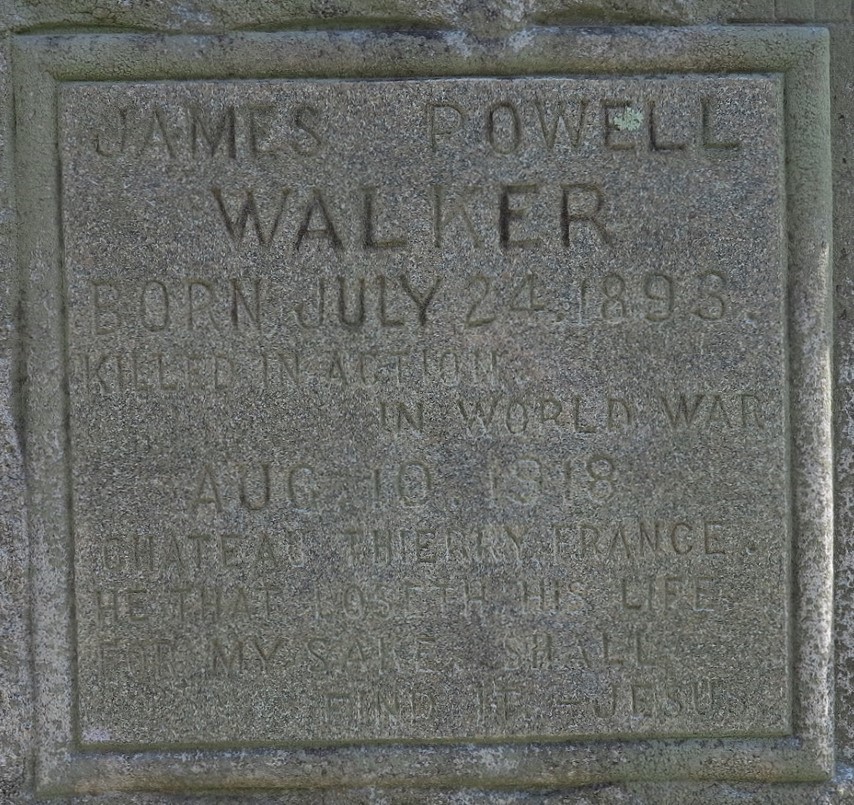 JAMES POWELL
WALKER
BORN JULY 24, 1893.
KILLED IN ACTION
IN WORLD WAR
AUG 10 1918
CHATEAU THIERRY, FRANCE.
HE THAT LOSETH HIS LIFE
FOR MY SAKE SHALL
FIND IT -JESUS